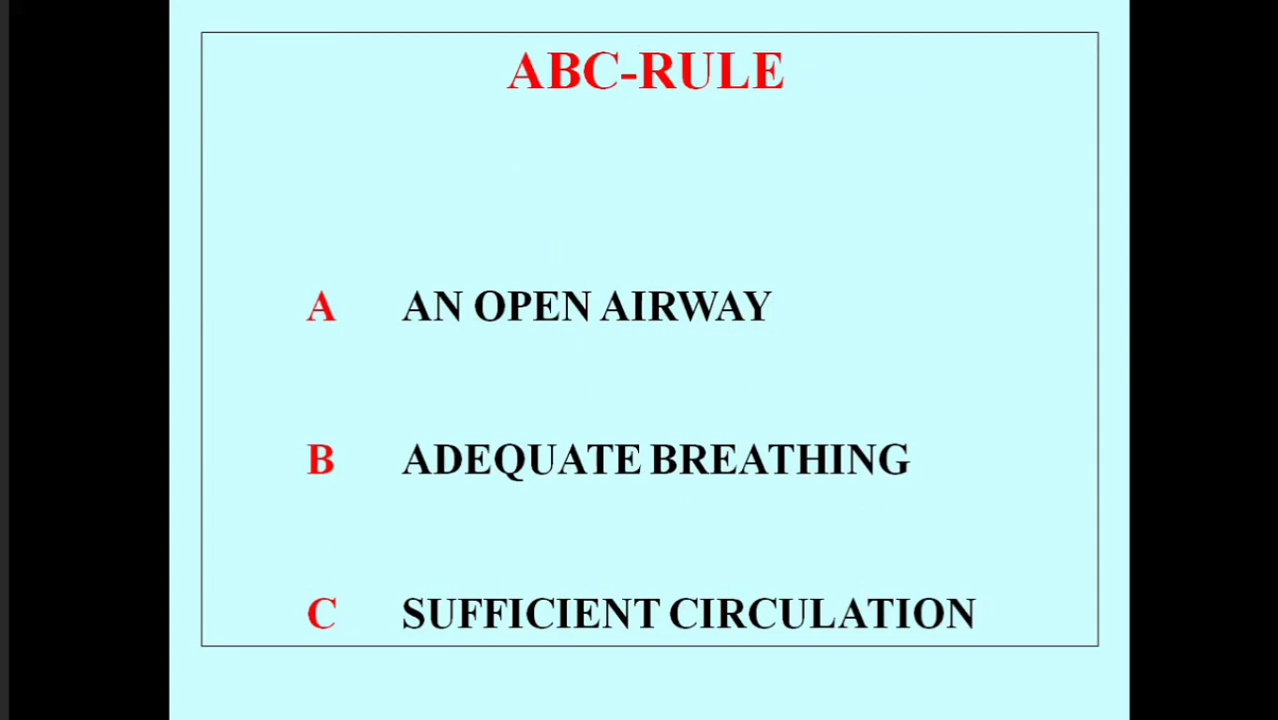 ABC-RULE
A AN OPEN AIRWAY
B ADEQUATE BREATHING
C SUFFICIENT CIRCULATION